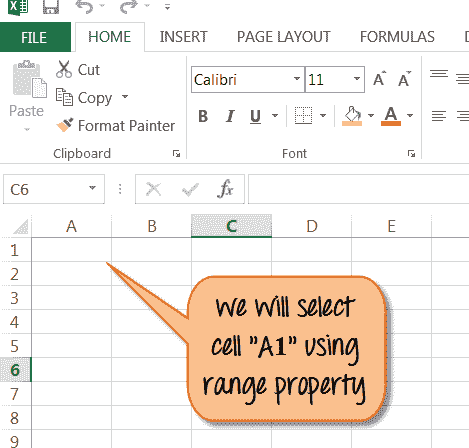 FILE HOME INSERT PAGE LAYOUT FORMULAS
Cut
Calibri 11 A A
Copy
Paste
Format Painter
B I U A
Clipboard Font
C6 fx
A B C D E
1
2
3
4
5
6
7
8
9
We will select
cell "A1" using
range property